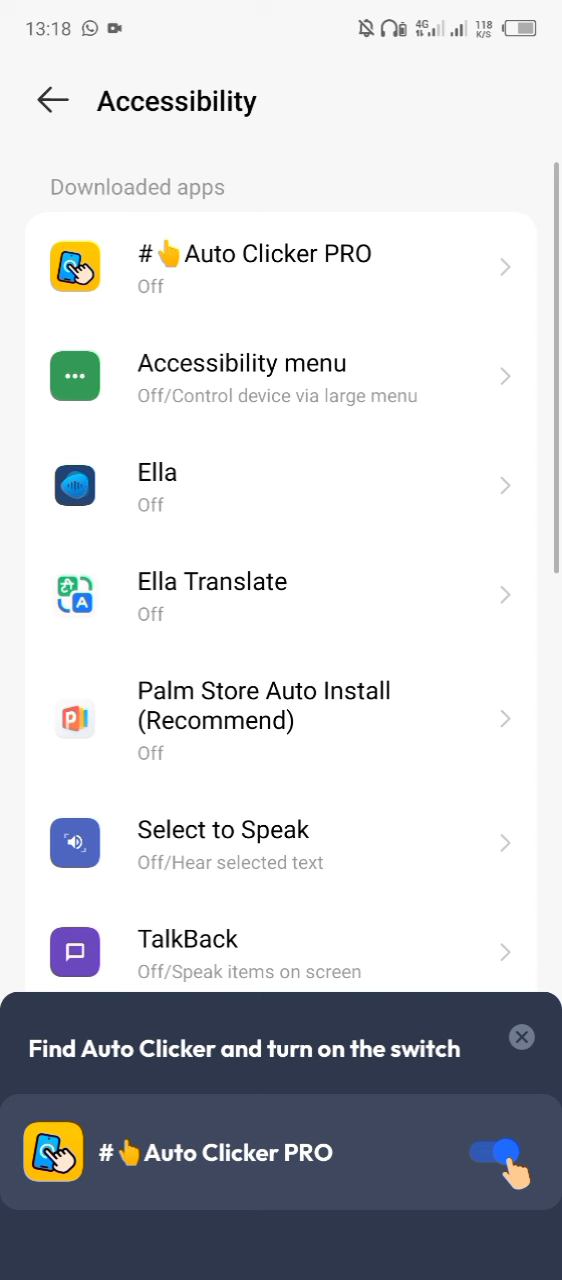 13:18
4G
118
K/S
Accessibility
Downloaded apps
#👆Auto Clicker PRO
Off
Accessibility menu
Off/Control device via large menu
Ella
Off
Ella Translate
Off
Palm Store Auto Install
(Recommend)
Off
Select to Speak
Off/Hear selected text
TalkBack
Off/Speak items on screen
Find Auto Clicker and turn on the switch
#👆Auto Clicker PRO